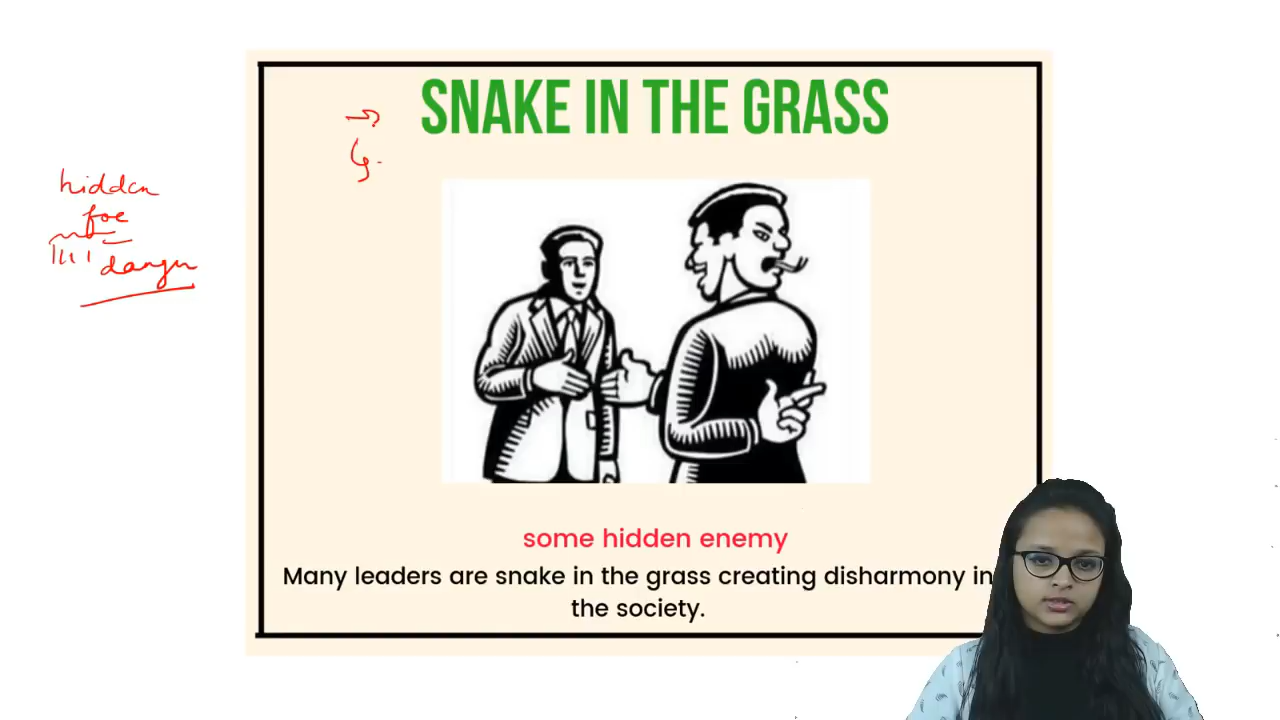 SNAKE IN THE GRASS
hidden
foe
danger
some hidden enemy
Many leaders are snake in the grass creating disharmony in
the society.